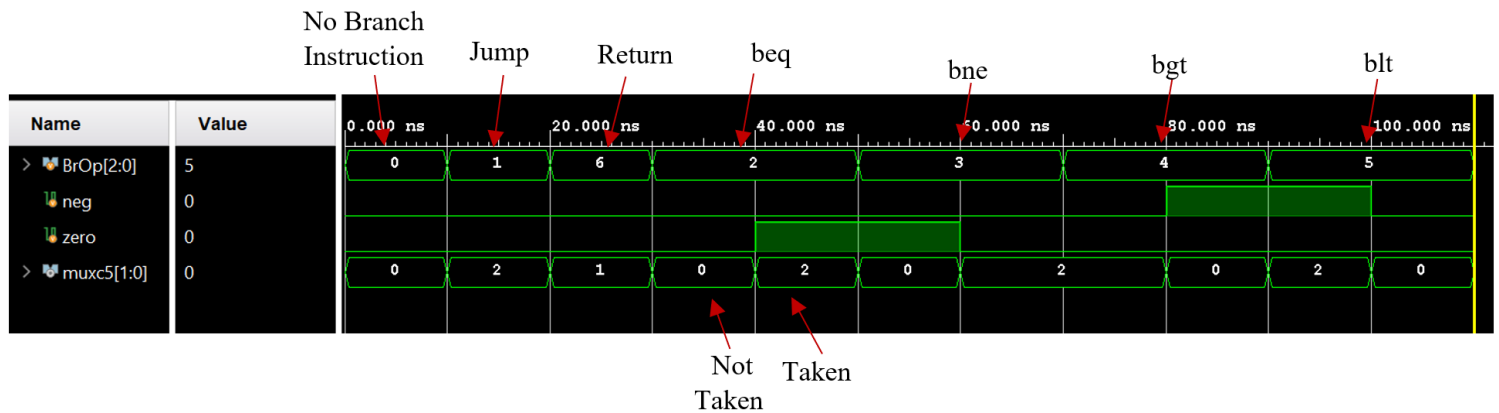 No Branch
Instruction
Jump
Return
beq
bne
bgt
blt
Name
Value
0.000 ns
20.000 ns
40.000 ns
60.000 ns
80.000 ns
100.000 ns
BrOp[2:0]
5
0
1
6
2
3
4
5
neg
0
zero
0
muxc5[1:0]
0
0
2
1
0
2
0
2
0
2
0
Not
Taken
Taken